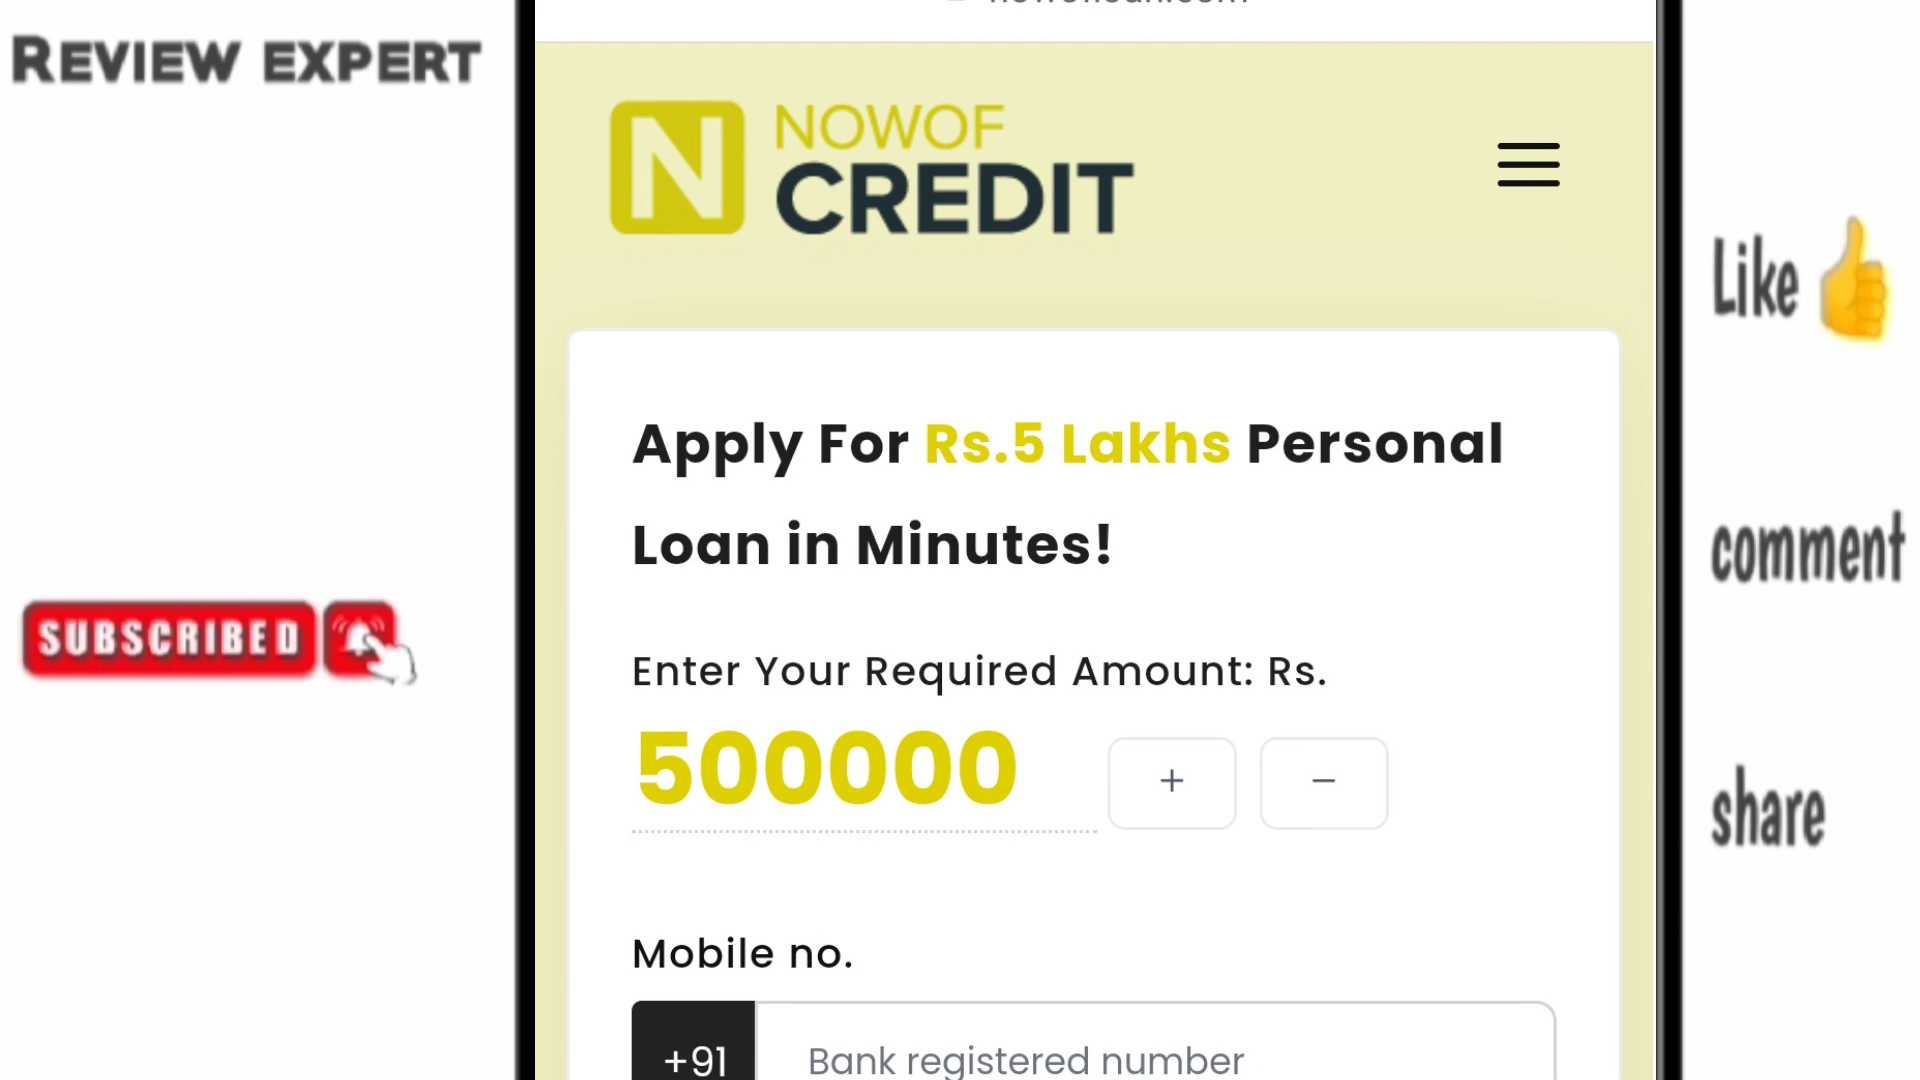 REVIEW EXPERT
SUBSCRIBED
N NOWOF
CREDIT
Apply For Rs.5 Lakhs Personal
Loan in Minutes!
Enter Your Required Amount: Rs.
500000 + −
Mobile no.
+91 Bank registered number
Like
comment
share